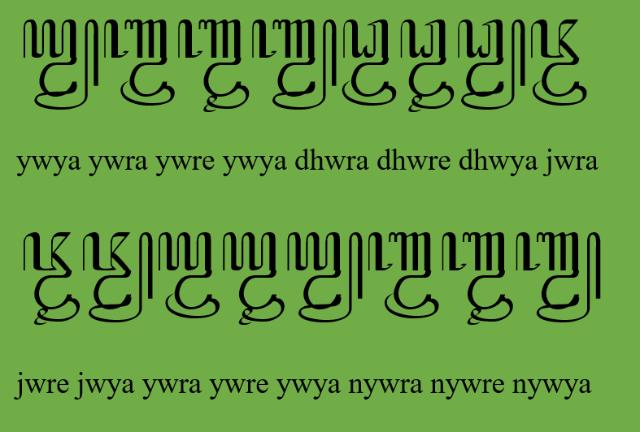 ꦪ꧀ꦮꦾꦚ꧀ꦮꦿꦚ꧀ꦮꦽꦚ꧀ꦮꦾꦝ꧀ꦮꦿꦝ꧀ꦮꦽꦝ꧀ꦮꦾꦗ꧀ꦮꦿ
ywya ywra ywre ywya dhwra dhwre dhwya jwra
ꦗ꧀ꦮꦽꦗ꧀ꦮꦾꦪ꧀ꦮꦿꦪ꧀ꦮꦽꦪ꧀ꦮꦾꦚ꧀ꦮꦿꦚ꧀ꦮꦽꦚ꧀ꦮꦾ
jwre jwya ywra ywre ywya nywra nywre nywya